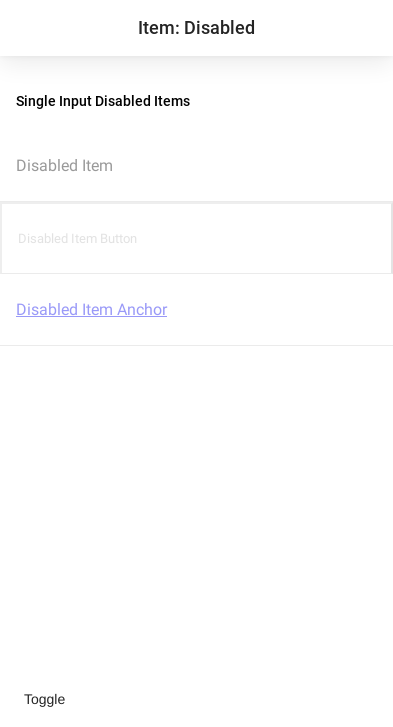 Item: Disabled
Single Input Disabled Items
Disabled Item
Disabled Item Button
Disabled Item Anchor
Toggle